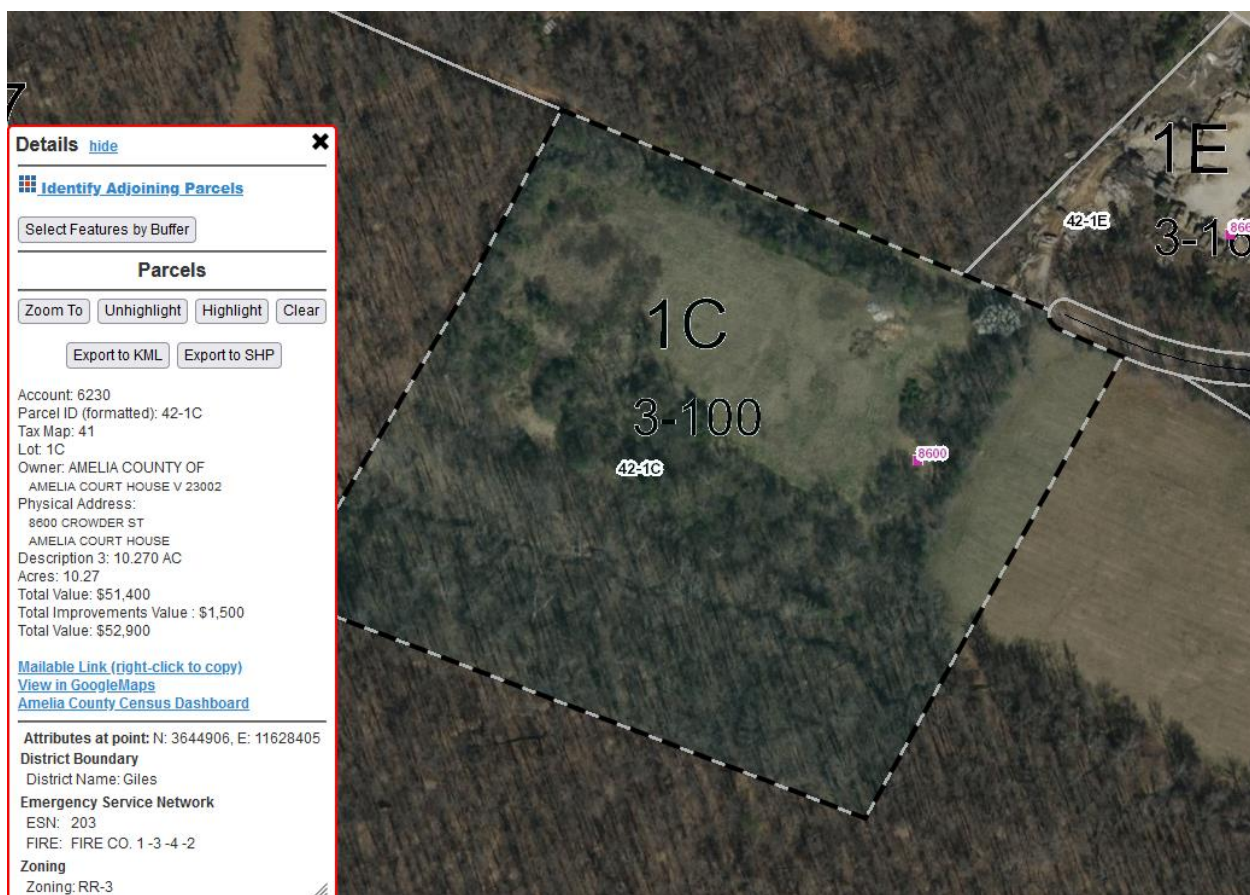 7
Details hide
✖
Identify Adjoining Parcels
Select Features by Buffer
Parcels
Zoom To Unhighlight Highlight Clear
Export to KML Export to SHP
Account: 6230
Parcel ID (formatted): 42-1C
Tax Map: 41
Lot: 1C
Owner: AMELIA COUNTY OF
AMELIA COURT HOUSE V 23002
Physical Address:
8600 CROWDER ST
AMELIA COURT HOUSE
Description 3: 10.270 AC
Acres: 10.27
Total Value: $51,400
Total Improvements Value : $1,500
Total Value: $52,900
Mailable Link (right-click to copy)
View in GoogleMaps
Amelia County Census Dashboard
Attributes at point: N: 3644906, E: 11628405
District Boundary
District Name: Giles
Emergency Service Network
ESN: 203
FIRE: FIRE CO. 1 -3 -4 -2
Zoning
Zoning: RR-3
1C
3-100
42-1C
8600
1E
42-1E
3-16
866